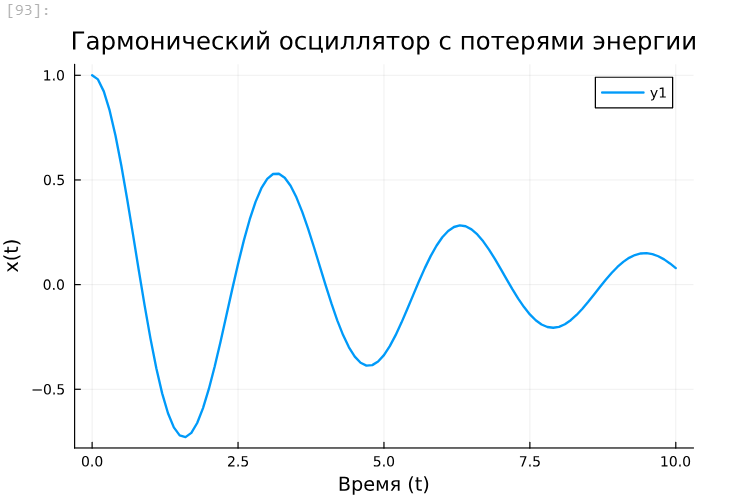 [93]:
Гармонический осциллятор с потерями энергии
y1
1.0
0.5
0.0
−0.5
x(t)
0.0 2.5 5.0 7.5 10.0
Время (t)